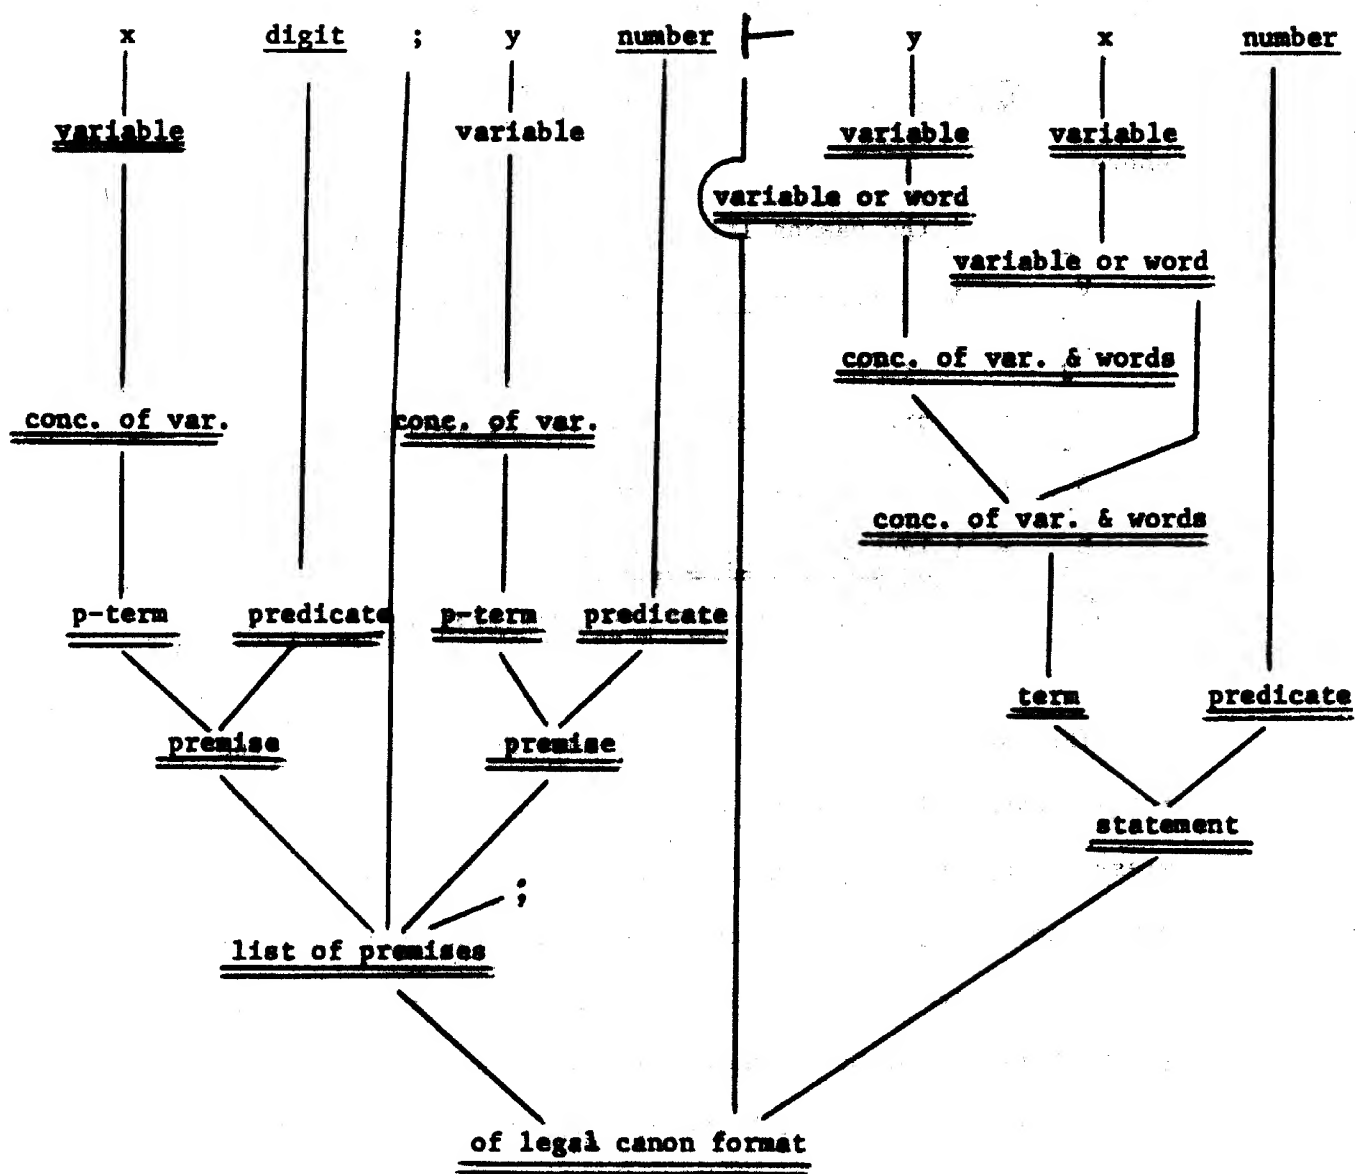 x digit ; y number ⊢ y x number
variable variable variable variable
variable or word
variable or word
conc. of var. & words
conc. of var. conc. of var.
conc. of var. & words
p-term predicate p-term predicate
term predicate
premise premise
statement
;
list of premises
of legal canon format